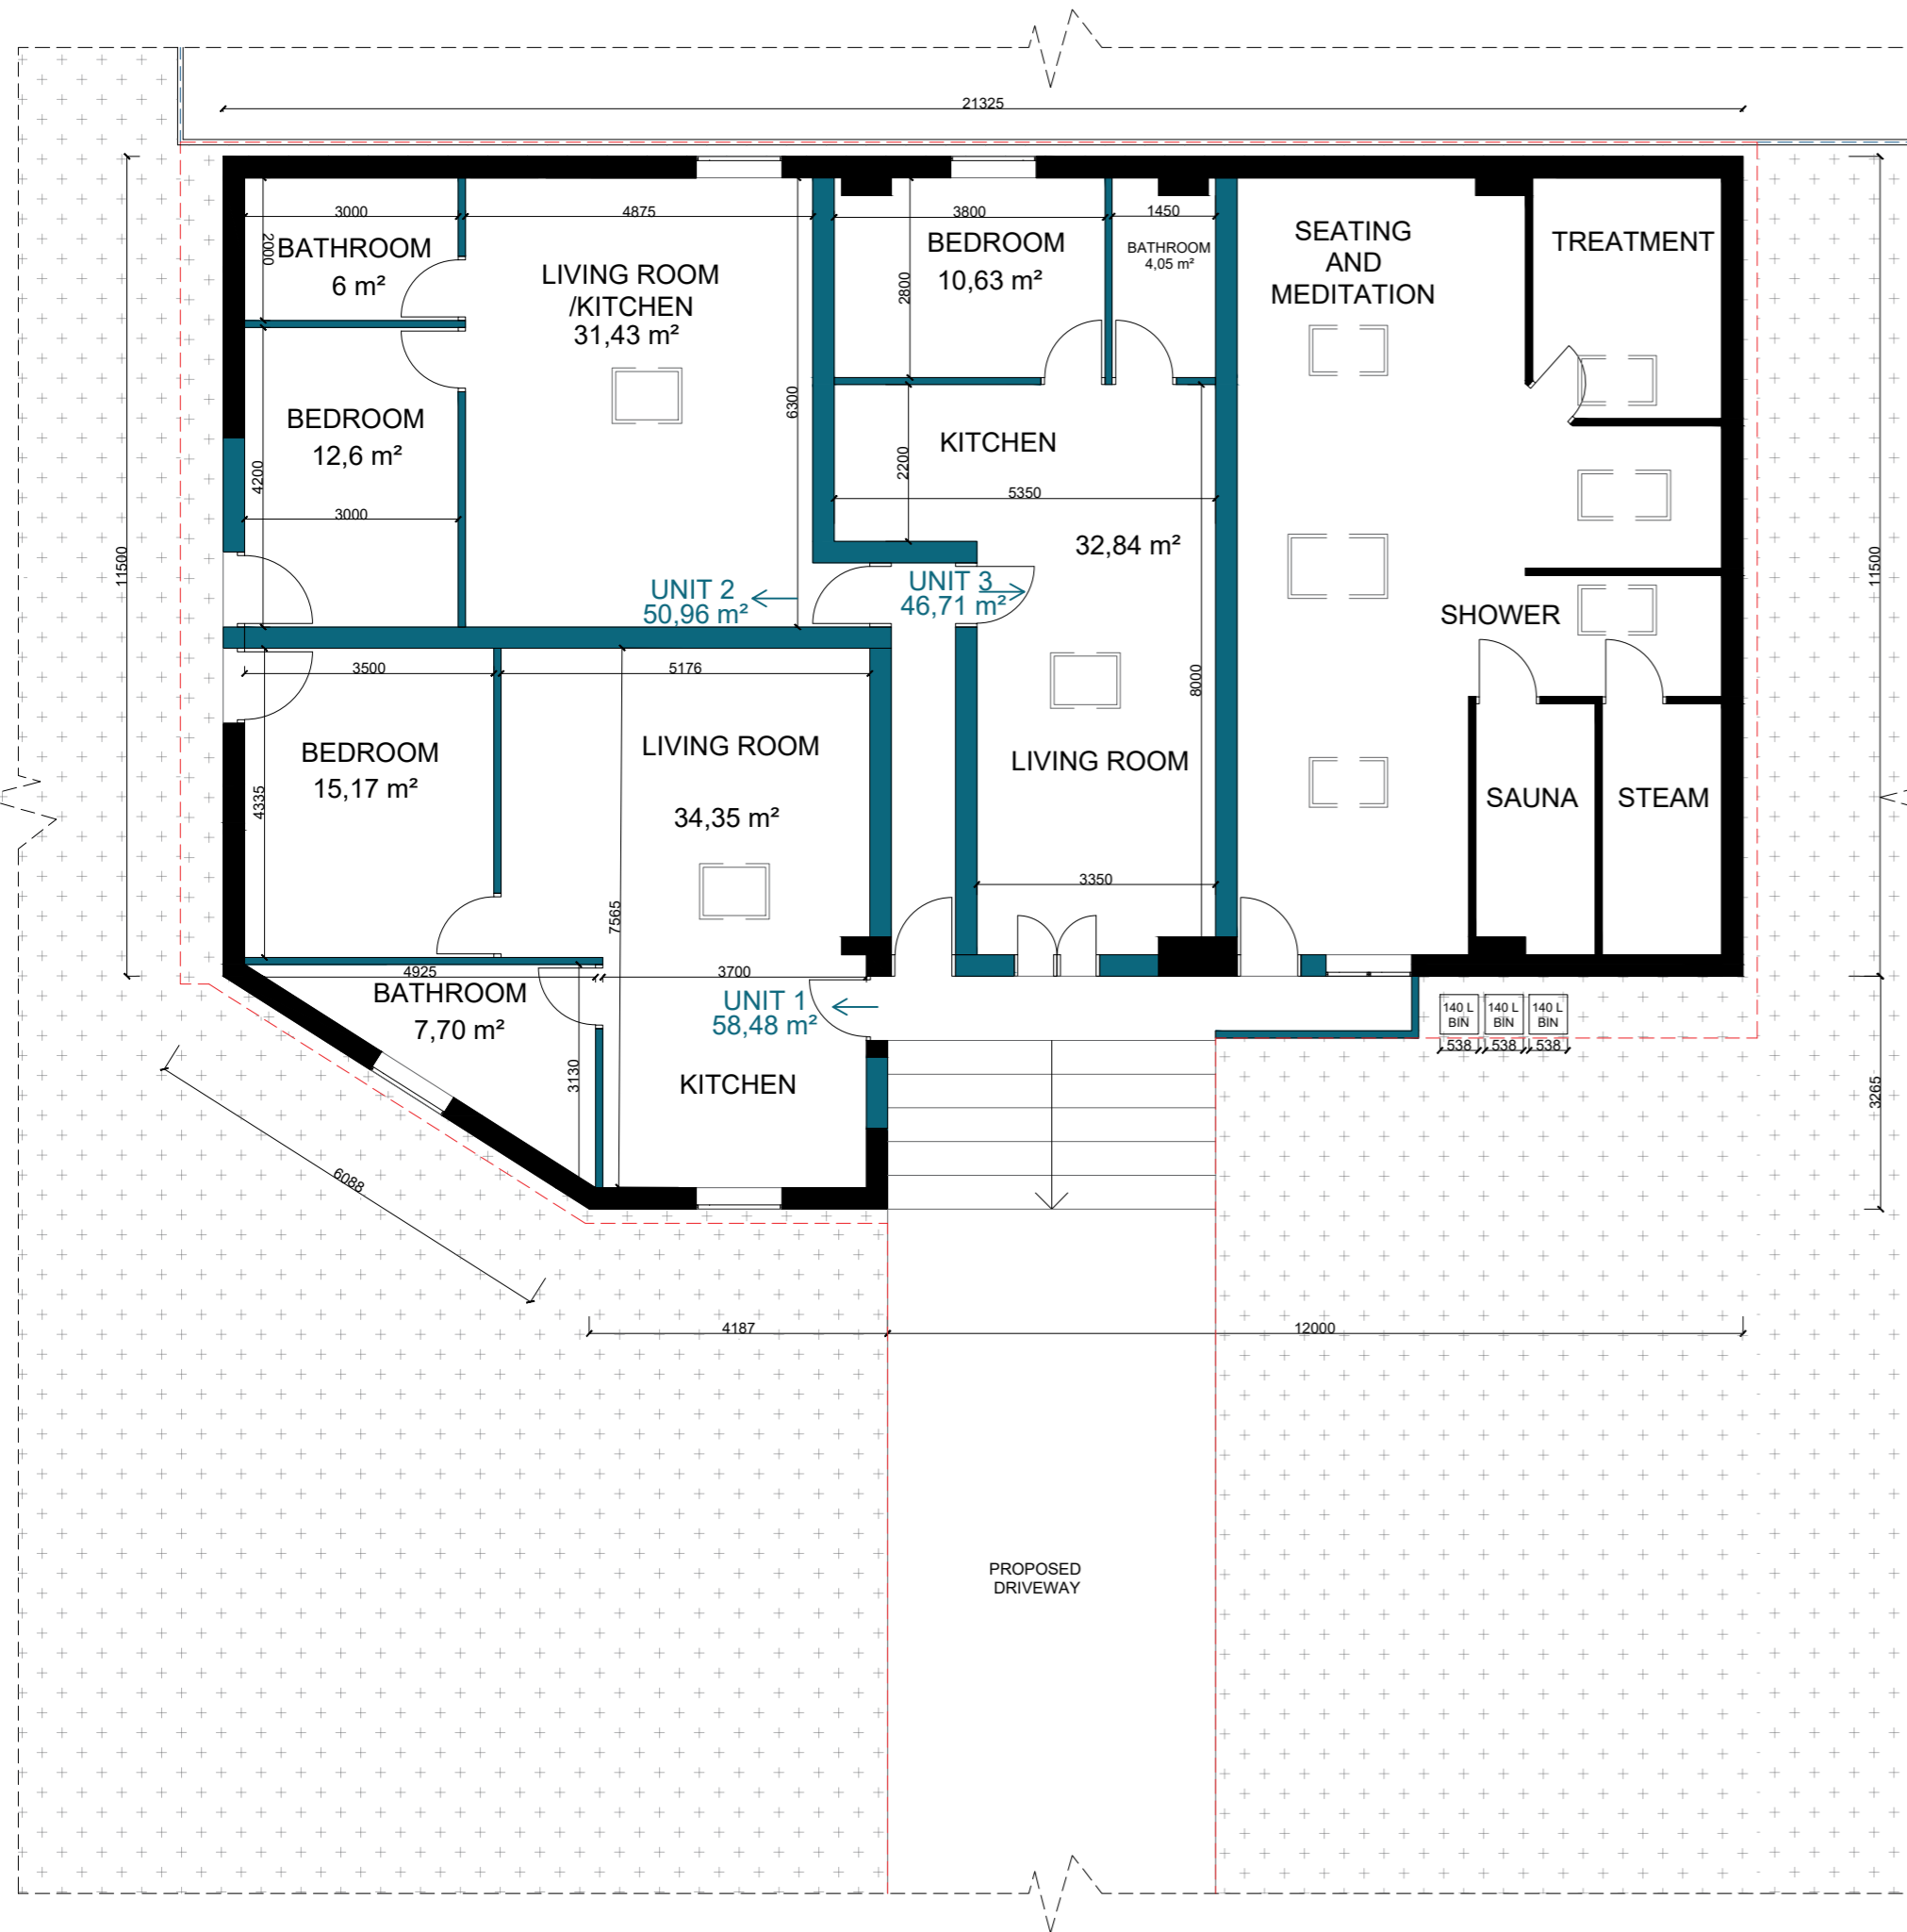 21325
3000
4875
3800
1450
2000
BATHROOM
6 m²
LIVING ROOM
/KITCHEN
31,43 m²
BEDROOM
10,63 m²
BATHROOM
4,05 m²
SEATING
AND
MEDITATION
TREATMENT
2800
6300
BEDROOM
12,6 m²
4200
3000
KITCHEN
2200
5350
32,84 m²
11500
11500
UNIT 2
50,96 m²
UNIT 3
46,71 m²
SHOWER
3500
5176
8000
BEDROOM
15,17 m²
4335
LIVING ROOM
34,35 m²
LIVING ROOM
SAUNA
STEAM
7565
3350
4925
3700
BATHROOM
7,70 m²
UNIT 1
58,48 m²
140 L
BIN
140 L
BIN
140 L
BIN
538
538
538
3130
KITCHEN
3265
6088
4187
12000
PROPOSED
DRIVEWAY